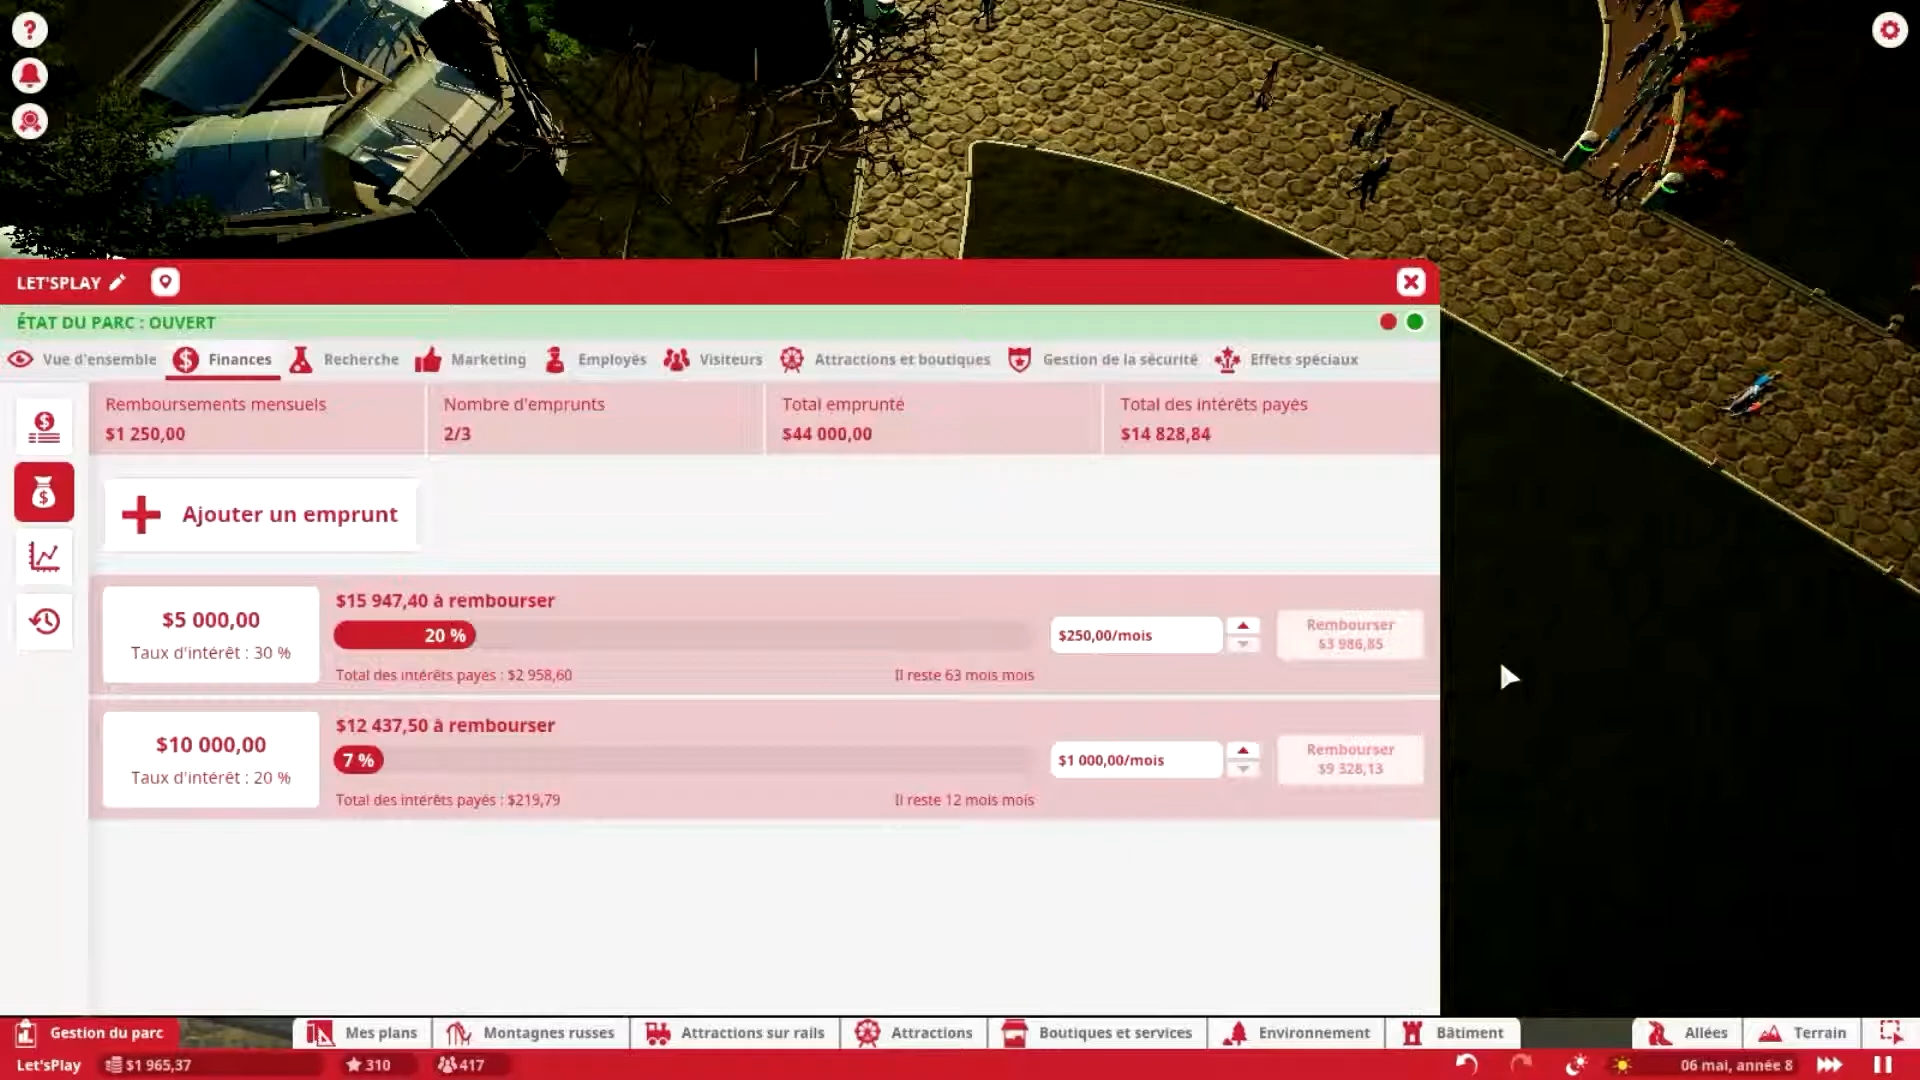 ?
LET'SPLAY
ÉTAT DU PARC : OUVERT
Vue d'ensemble
Finances
Recherche
Marketing
Employés
Visiteurs
Attractions et boutiques
Gestion de la sécurité
Effets spéciaux
Remboursements mensuels
$1 250,00
Nombre d'emprunts
2/3
Total emprunté
$44 000,00
Total des intérêts payés
$14 828,84
Ajouter un emprunt
$5 000,00
Taux d'intérêt : 30 %
$15 947,40 à rembourser
20 %
Total des intérêts payés : $2 958,60
Il reste 63 mois mois
$250,00/mois
Rembourser
$3 986,85
$10 000,00
Taux d'intérêt : 20 %
$12 437,50 à rembourser
7 %
Total des intérêts payés : $219,79
Il reste 12 mois mois
$1 000,00/mois
Rembourser
$9 328,13
Gestion du parc
Mes plans
Montagnes russes
Attractions sur rails
Attractions
Boutiques et services
Environnement
Bâtiment
Allées
Terrain
Let'sPlay
$1 965,37
310
417
06 mai, année 8